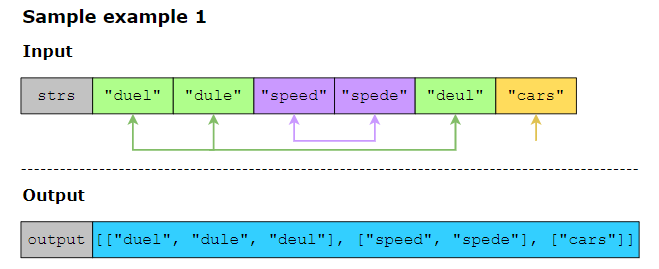 Sample example 1
Input
strs "duel" "dule" "speed" "spede" "deul" "cars"
Output
output [["duel", "dule", "deul"], ["speed", "spede"], ["cars"]]